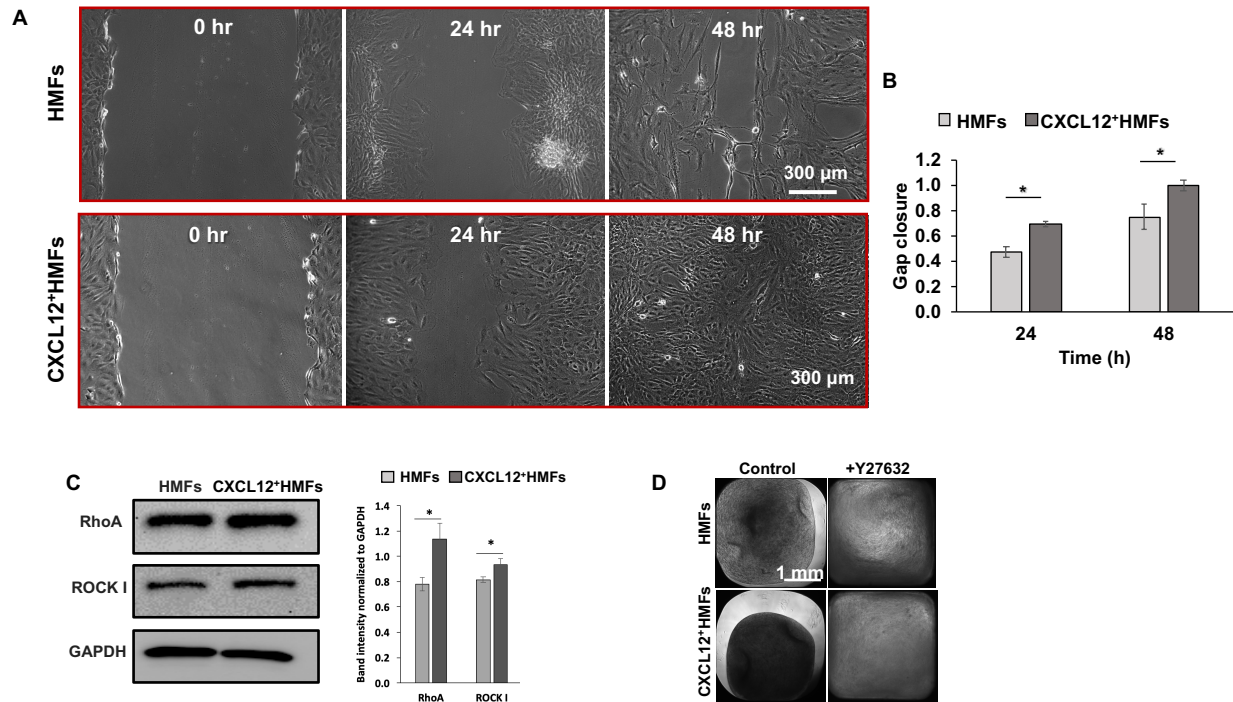 A
HMFs
0 hr
24 hr
48 hr
300 µm
CXCL12⁺HMFs
0 hr
24 hr
48 hr
300 µm
B
HMFs
CXCL12⁺HMFs
Gap closure
1.2
1.0
0.8
0.6
0.4
0.2
0.0
24
48
Time (h)
C
HMFs CXCL12⁺HMFs
RhoA
ROCK I
GAPDH
HMFs
CXCL12⁺HMFs
Band intensity normalized to GAPDH
1.4
1.2
1.0
0.8
0.6
0.4
0.2
0.0
*
*
RhoA
ROCK I
*
*
D
Control
+Y27632
HMFs
1 mm
CXCL12⁺HMFs